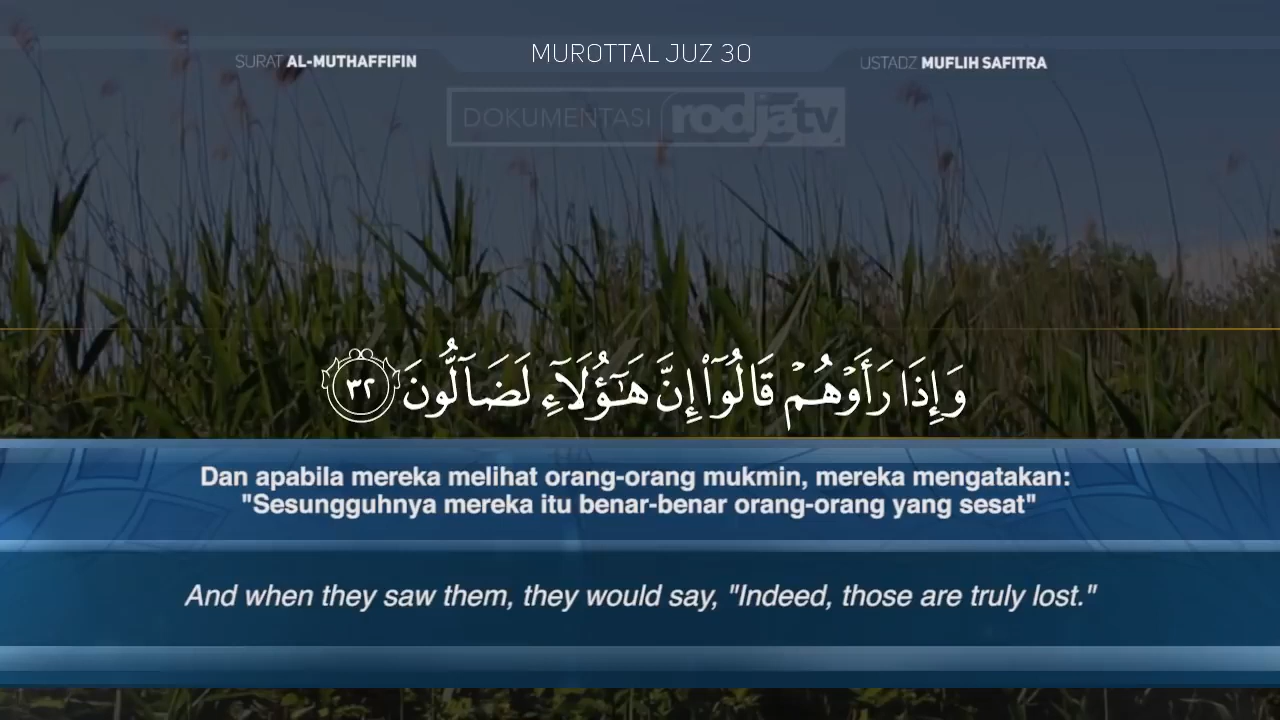 SURAT AL-MUTHAFFIFIN
MUROTTAL JUZ 30
USTADZ MUFLIH SAFITRA
DOKUMENTASI rodjatv
وَإِذَا رَأَوْهُمْ قَالُوٓا۟ إِنَّ هَـٰٓؤُلَآءِ لَضَآلُّونَ ٣٢
Dan apabila mereka melihat orang-orang mukmin, mereka mengatakan:
"Sesungguhnya mereka itu benar-benar orang-orang yang sesat"
And when they saw them, they would say, "Indeed, those are truly lost."